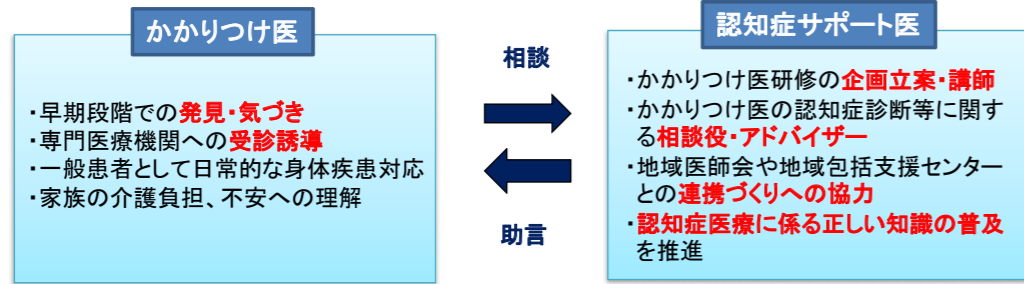 かかりつけ医
・早期段階での発見・気づき
・専門医療機関への受診誘導
・一般患者として日常的な身体疾患対応
・家族の介護負担、不安への理解
相談
助言
認知症サポート医
・かかりつけ医研修の企画立案・講師
・かかりつけ医の認知症診断等に関す
る相談役・アドバイザー
・地域医師会や地域包括支援センター
との連携づくりへの協力
・認知症医療に係る正しい知識の普及
を推進